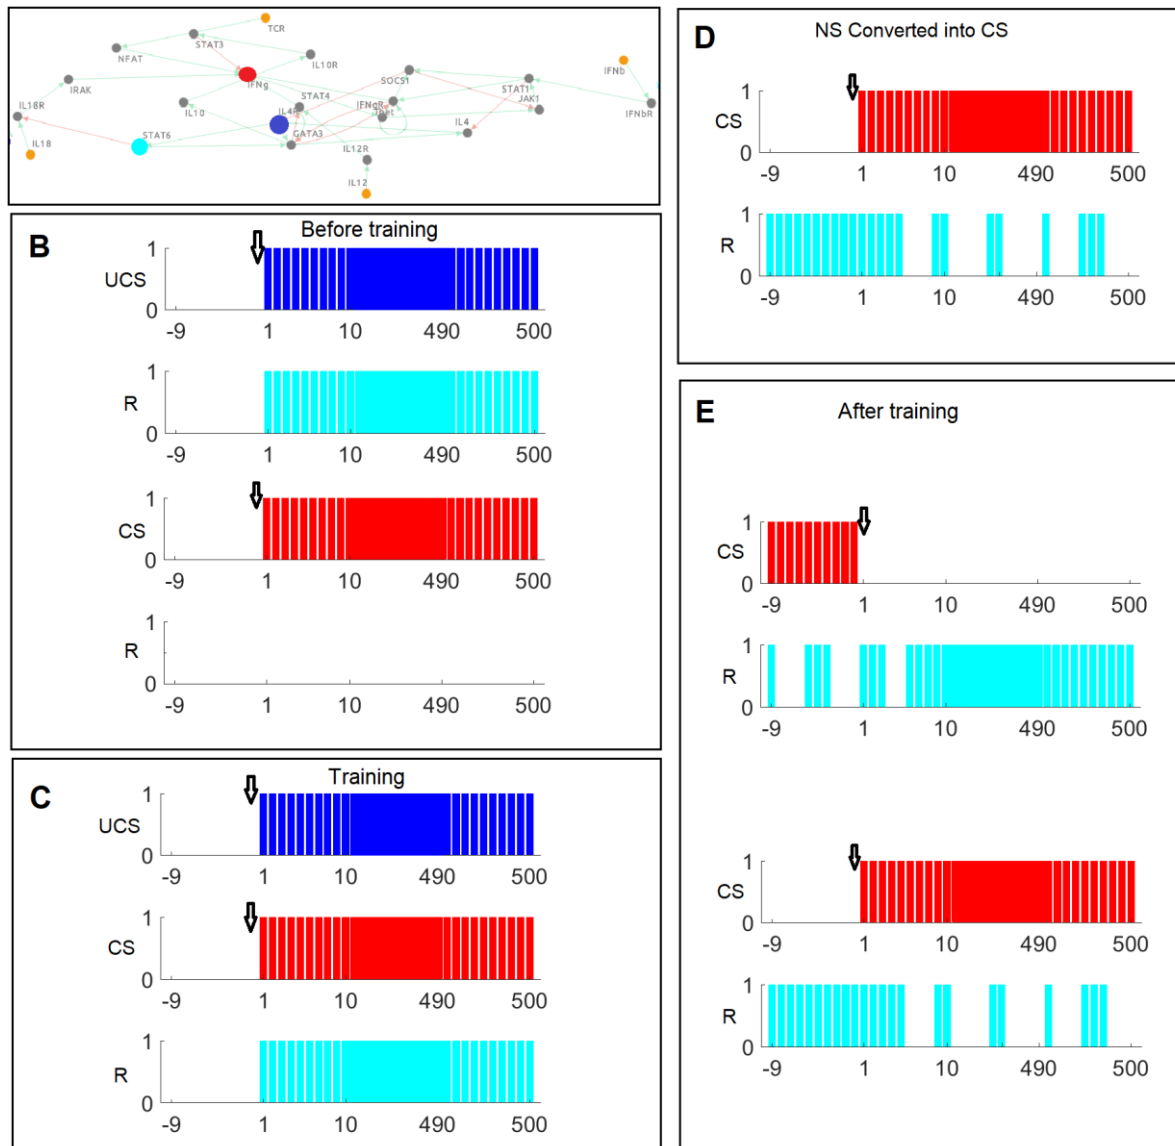 TCR
STAT3
NFAT
IL10R
IFNg
IRAK
IL18R
IL10
STAT4
IL4R
IFNgR
SOCS1
STAT1
JAK1
IFNb
IFNbR
IL4
STAT6
GATA3
IL12R
IL18
IL12
B
Before training
UCS
1
0
-9 1 10 490 500
R
1
0
-9 1 10 490 500
CS
1
0
-9 1 10 490 500
R
1
0
-9 1 10 490 500
C
Training
UCS
1
0
-9 1 10 490 500
CS
1
0
-9 1 10 490 500
R
1
0
-9 1 10 490 500
D
NS Converted into CS
CS
1
0
-9 1 10 490 500
R
1
0
-9 1 10 490 500
E
After training
CS
1
0
-9 1 10 490 500
R
1
0
-9 1 10 490 500
CS
1
0
-9 1 10 490 500
R
1
0
-9 1 10 490 500